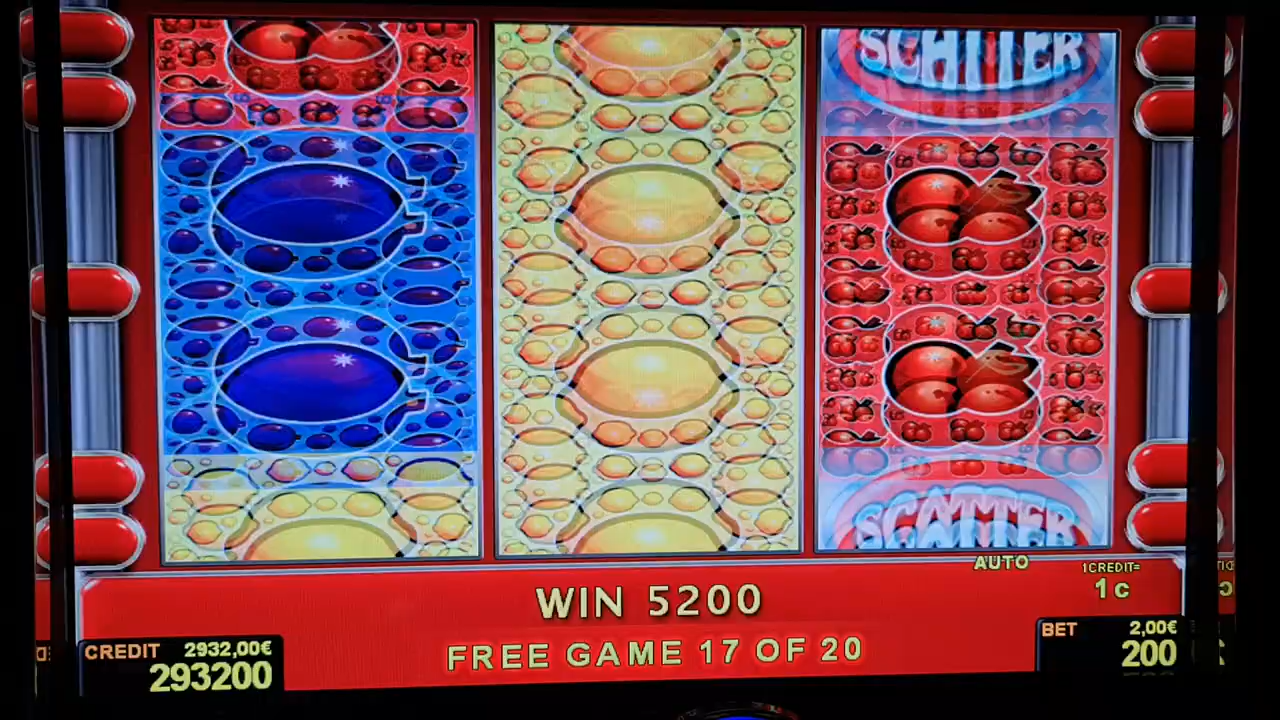 SCATTER
SCATTER
AUTO
1CREDIT=
1c
WIN 5200
FREE GAME 17 OF 20
CREDIT 2932,00€
293200
BET 2,00€
200